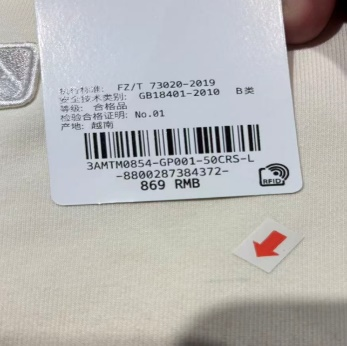 执行标准: FZ/T 73020-2019
安全技术类别: GB18401-2010 B类
等级: 合格品
检验合格证明: No.01
产地: 越南
3AMTM0854-GP001-50CRS-L
-8800287384372-
869 RMB
RFID